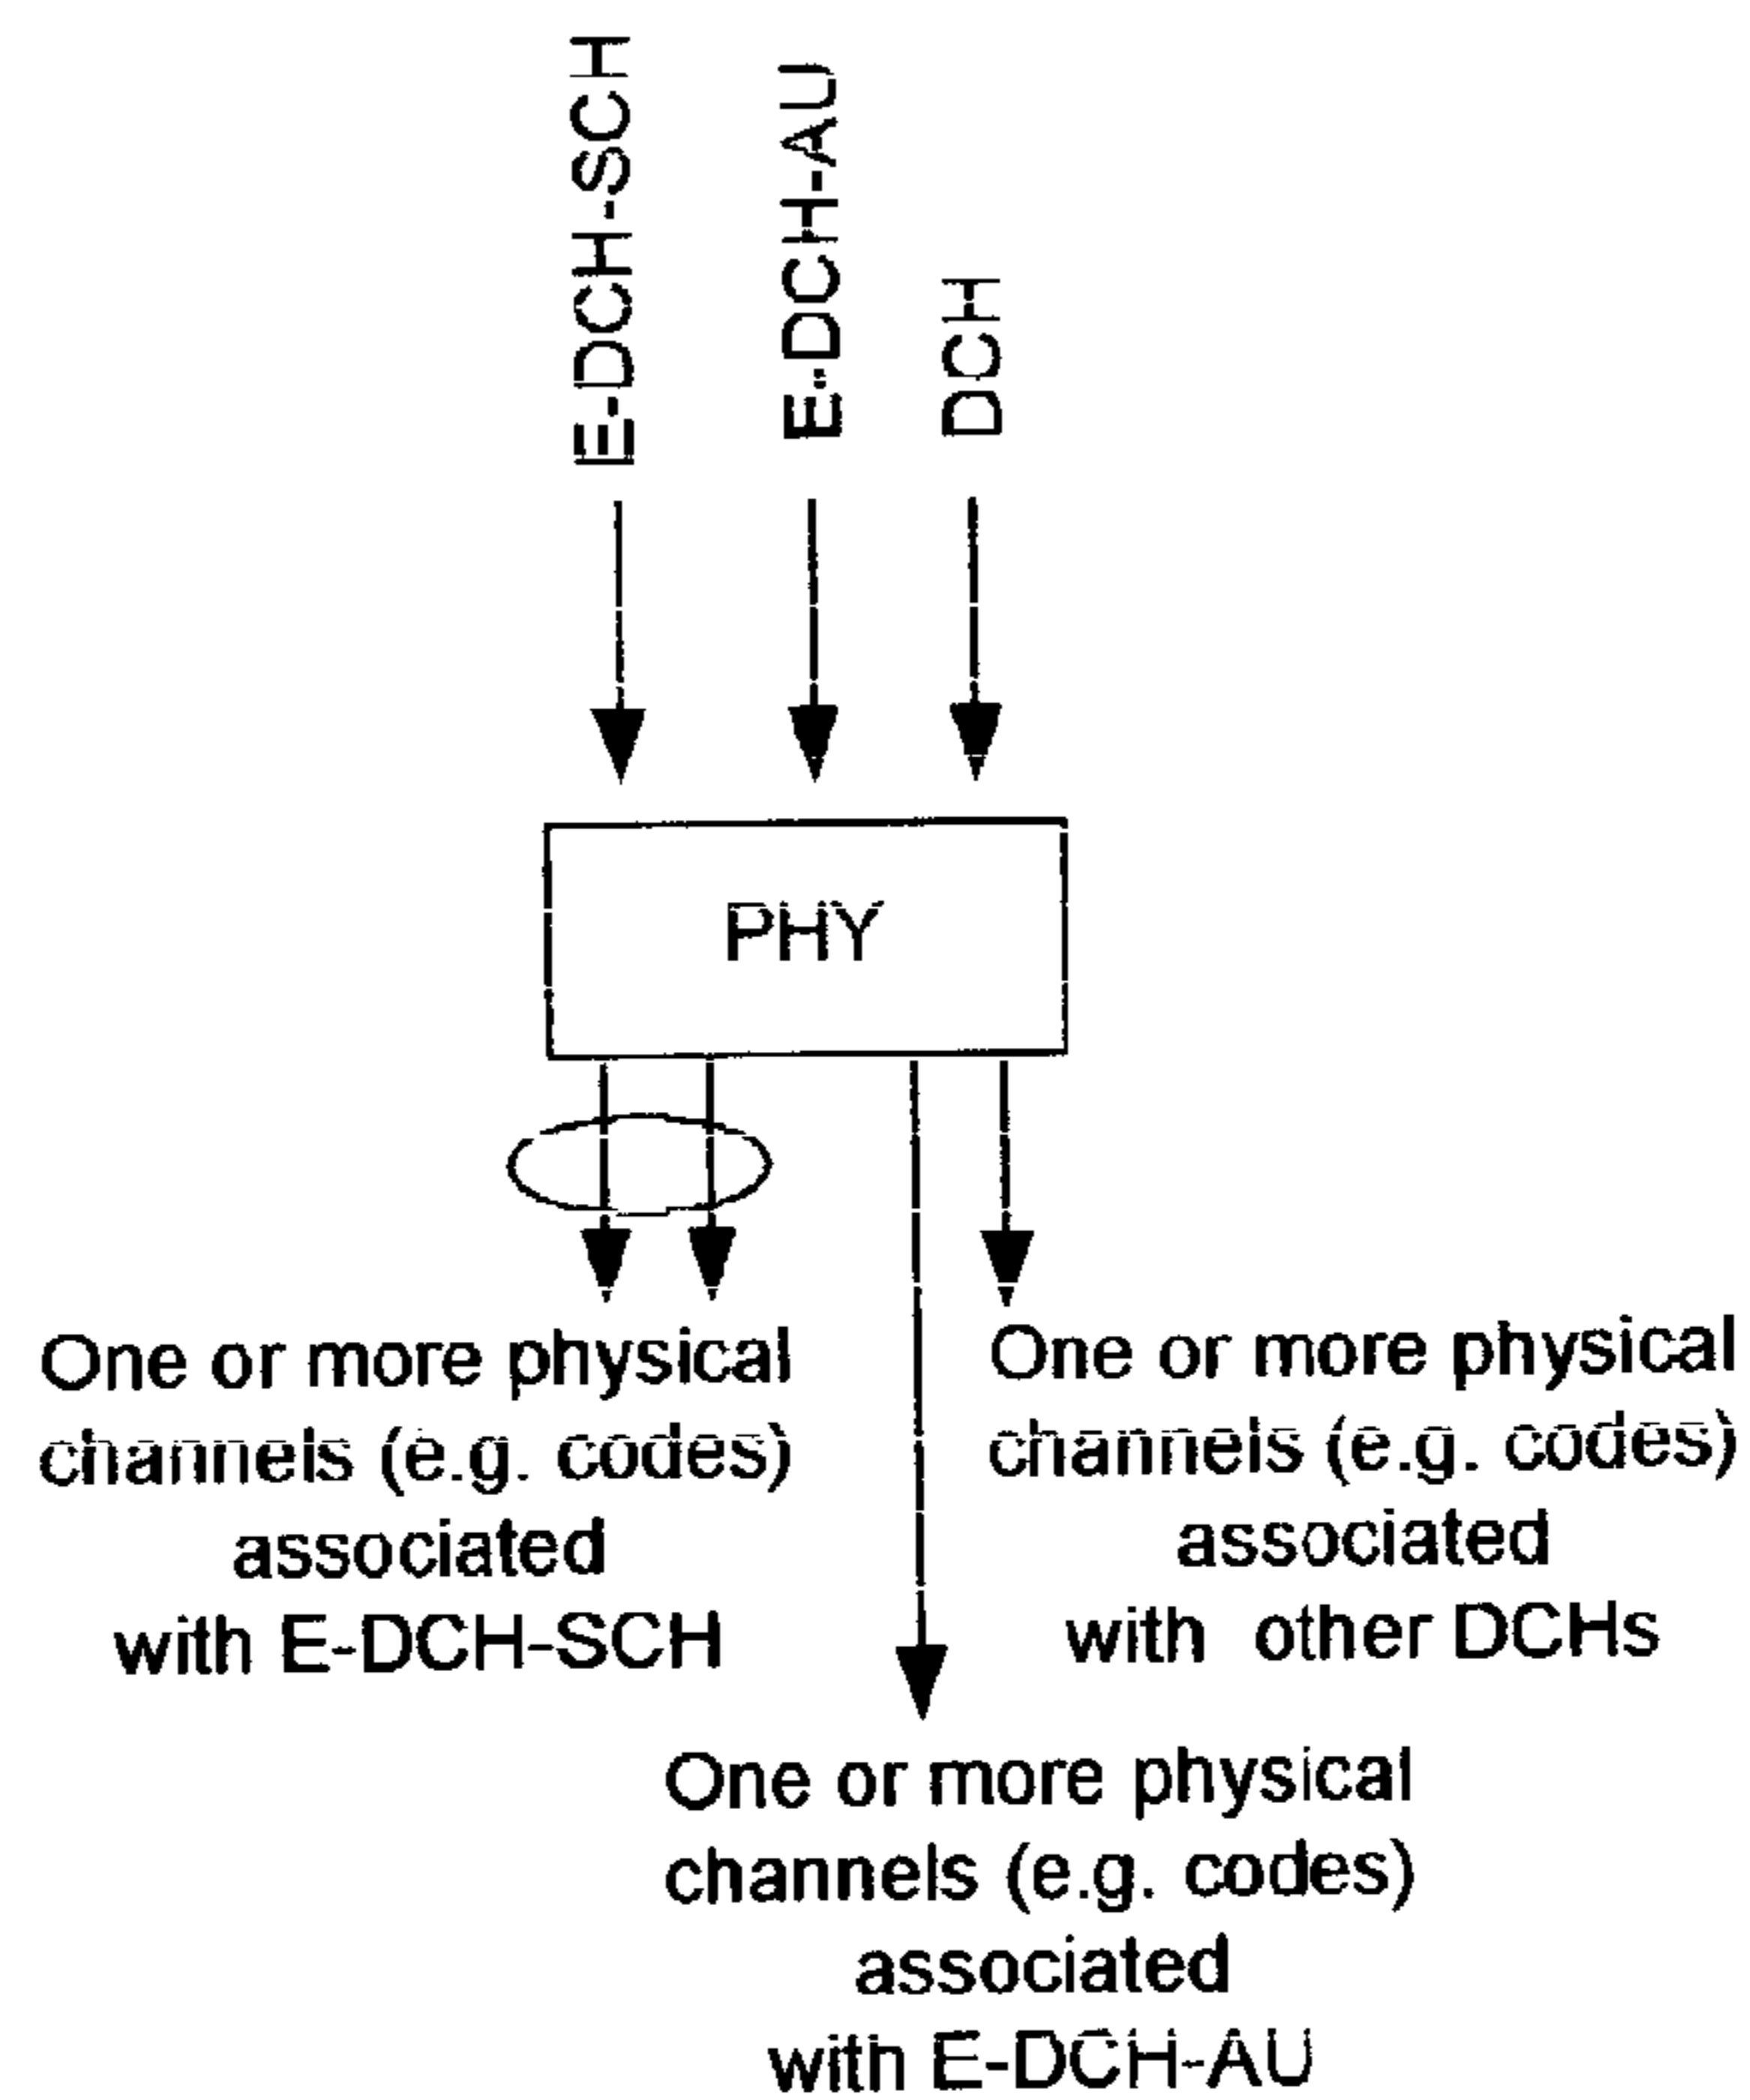 E-DCH-SCH
E-DCH-AU
DCH
PHY
One or more physical
channels (e.g. codes)
associated
with E-DCH-SCH
One or more physical
channels (e.g. codes)
associated
with other DCHs
One or more physical
channels (e.g. codes)
associated
with E-DCH-AU